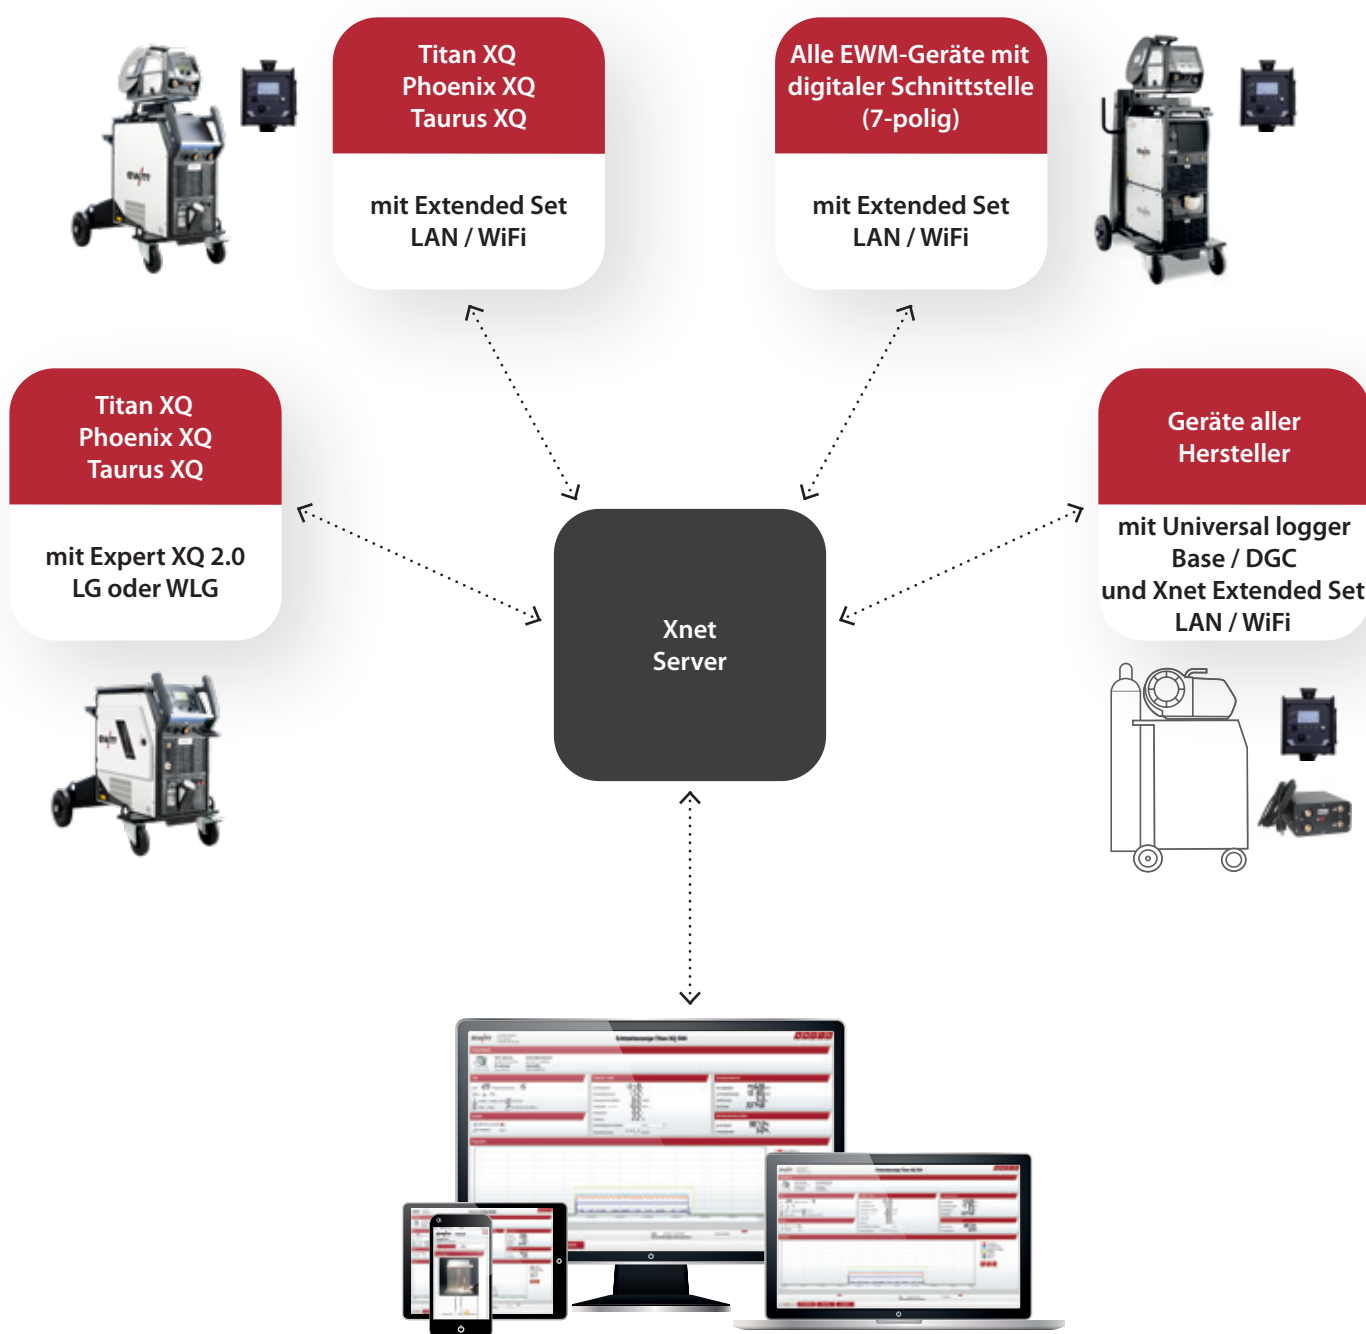 Titan XQ
Phoenix XQ
Taurus XQ
mit Extended Set
LAN / WiFi
Alle EWM-Geräte mit
digitaler Schnittstelle
(7-polig)
mit Extended Set
LAN / WiFi
Titan XQ
Phoenix XQ
Taurus XQ
mit Expert XQ 2.0
LG oder WLG
Geräte aller
Hersteller
mit Universal logger
Base / DGC
und Xnet Extended Set
LAN / WiFi
Xnet
Server
ewm
ewm